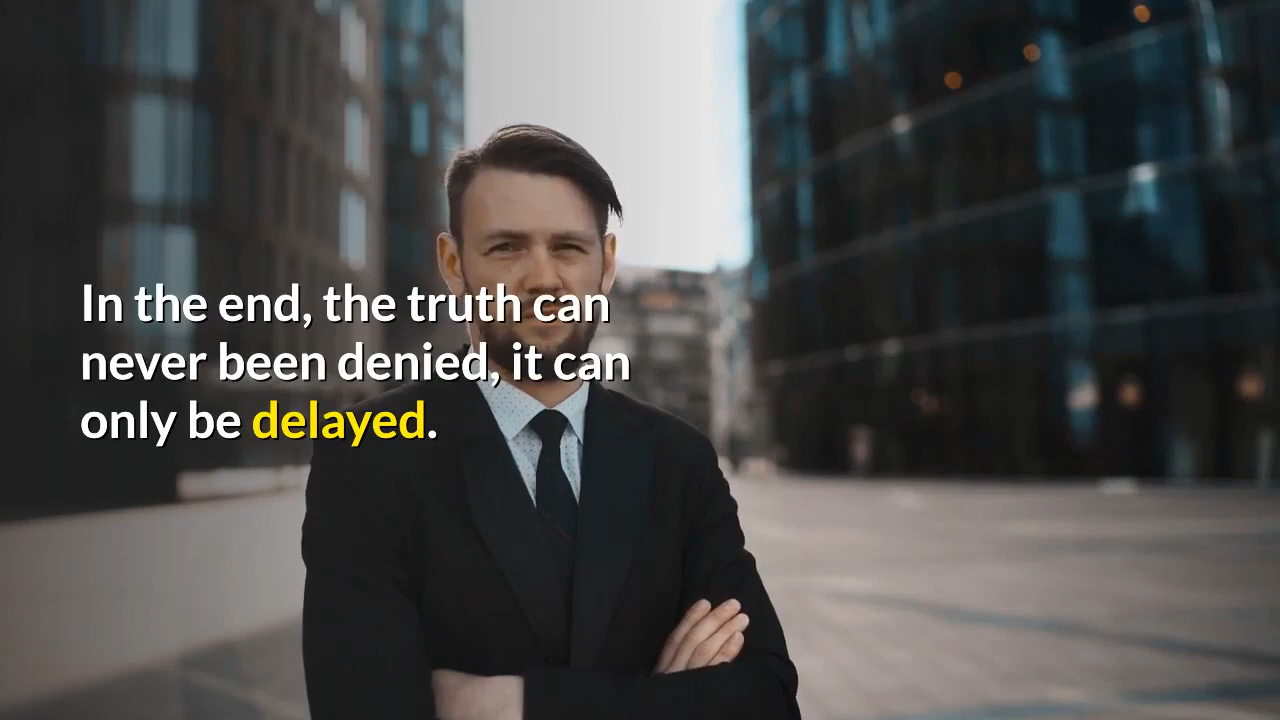 In the end, the truth can
never been denied, it can
only be delayed.